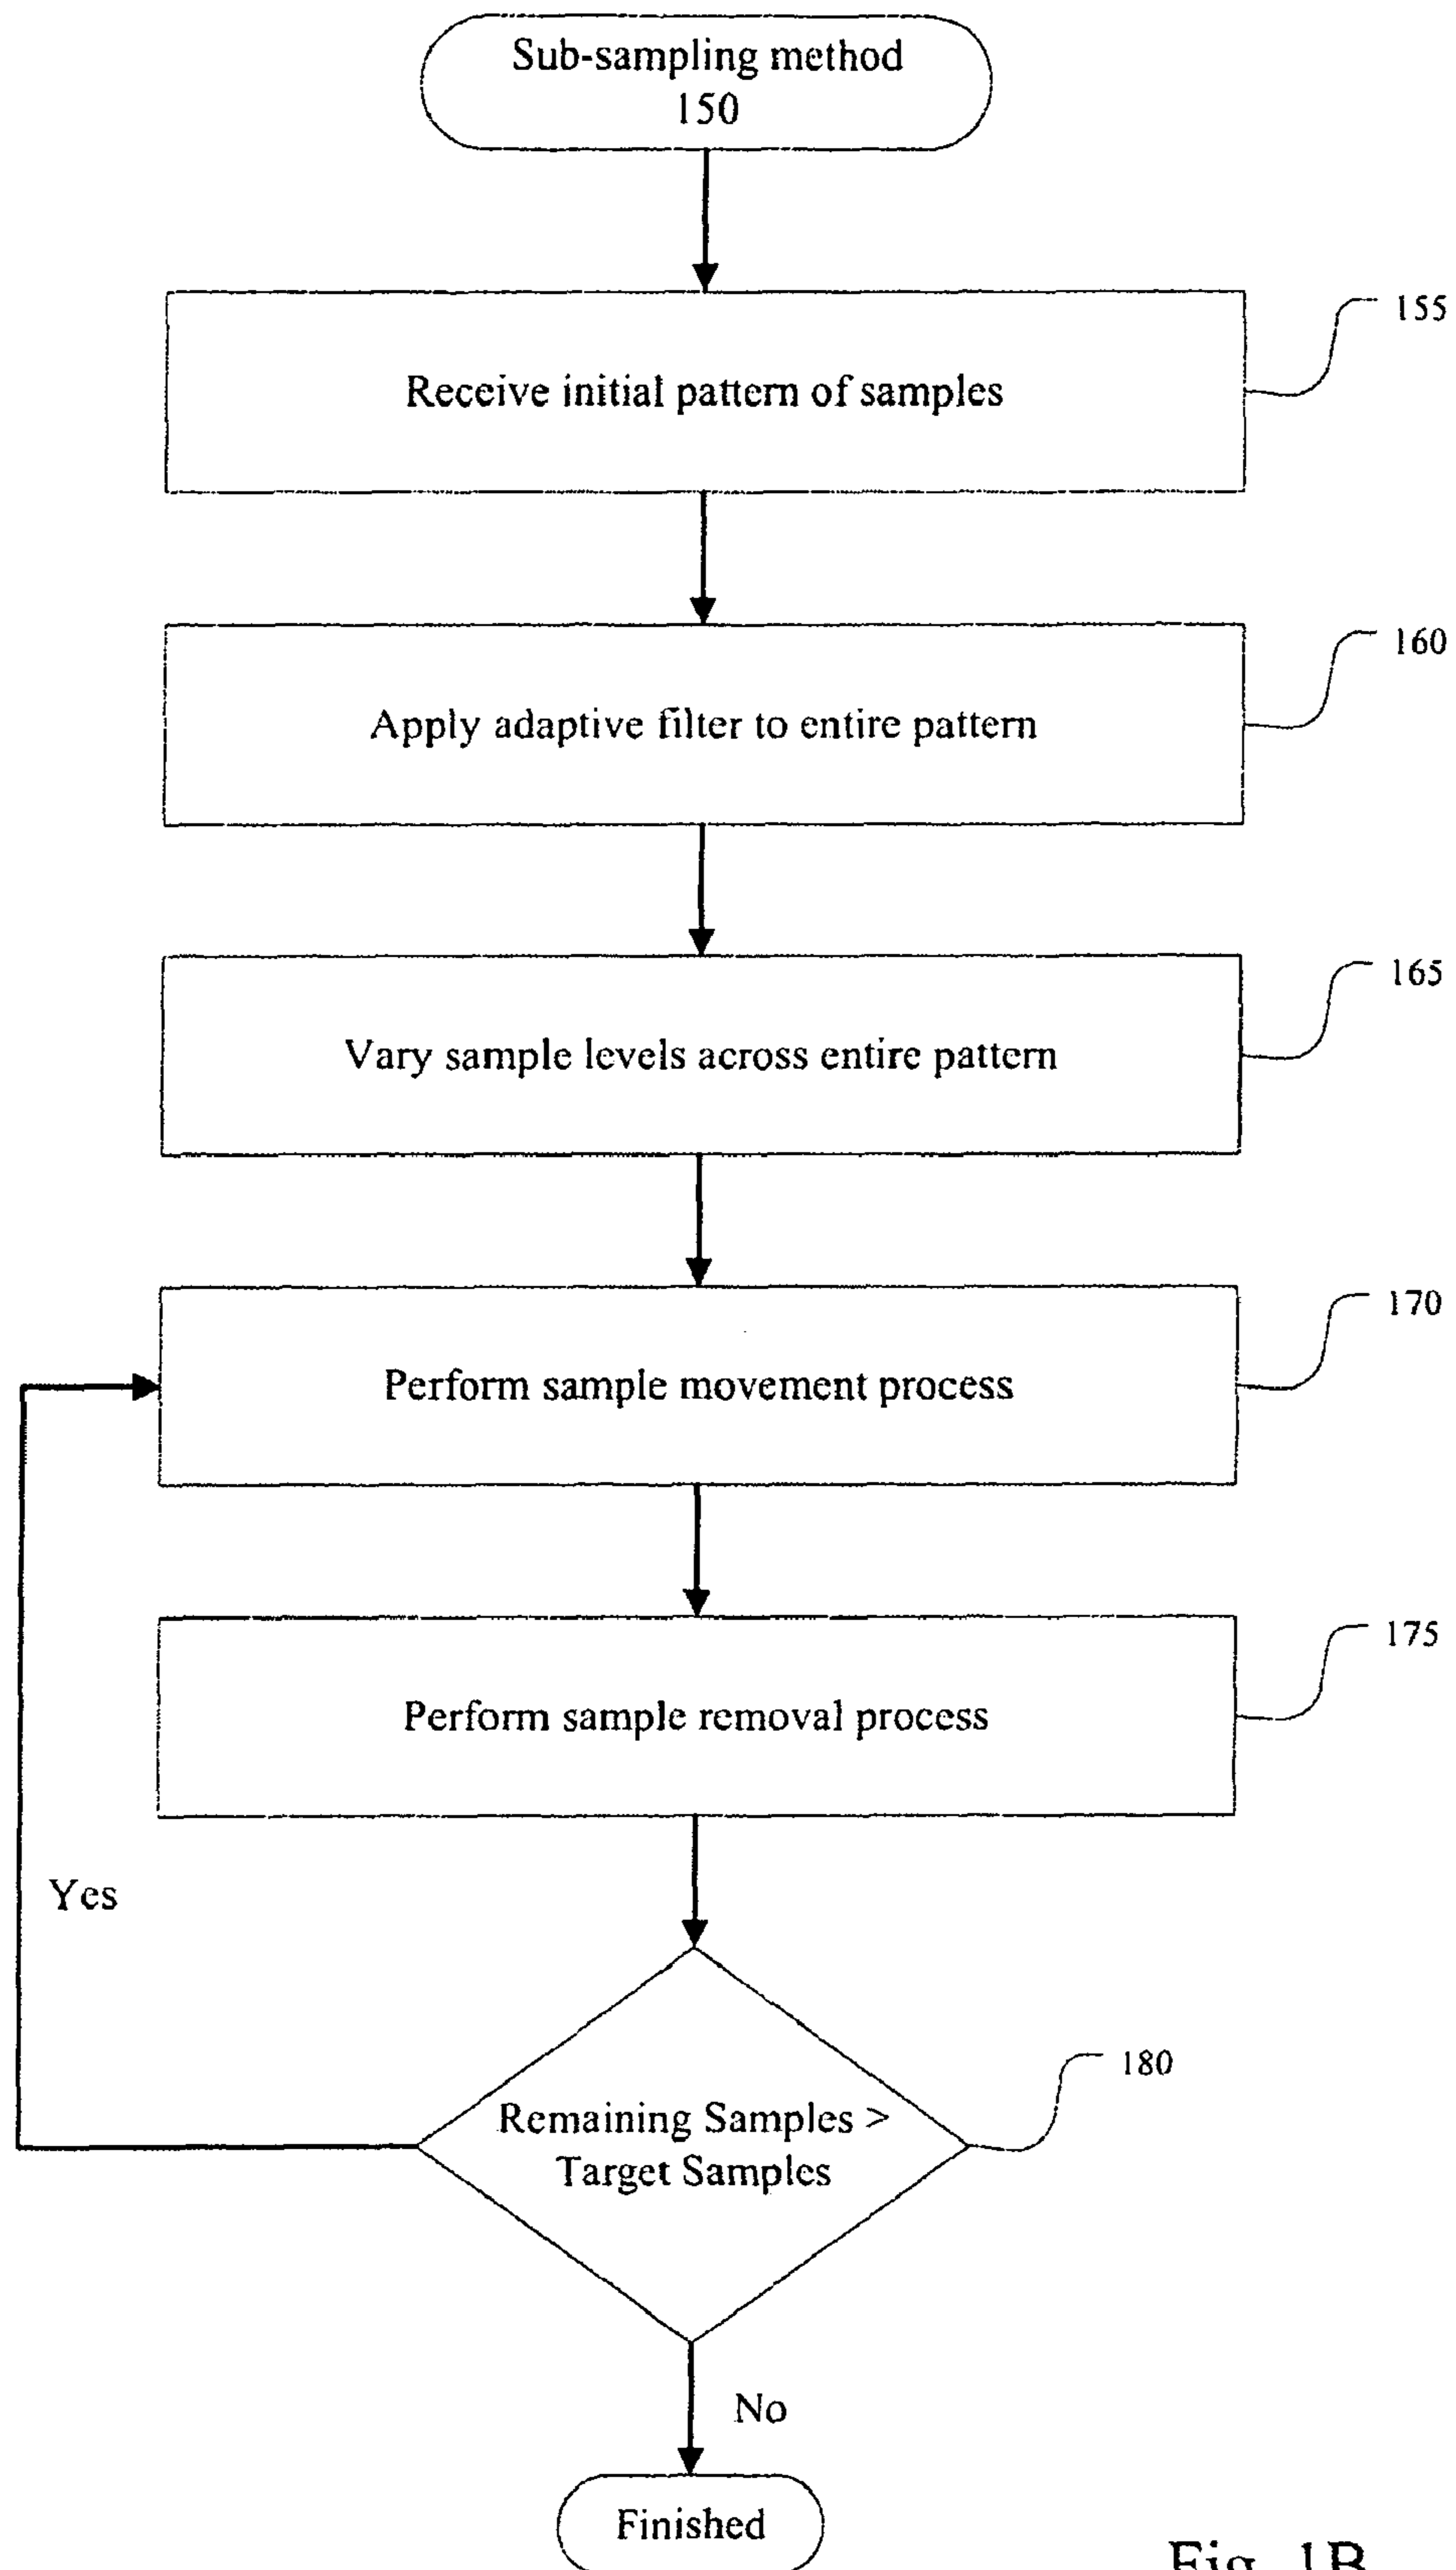 Sub-sampling method
150
155
Receive initial pattern of samples
160
Apply adaptive filter to entire pattern
165
Vary sample levels across entire pattern
170
Perform sample movement process
175
Perform sample removal process
Yes
180
Remaining Samples >
Target Samples
No
Finished
Fig. 1B